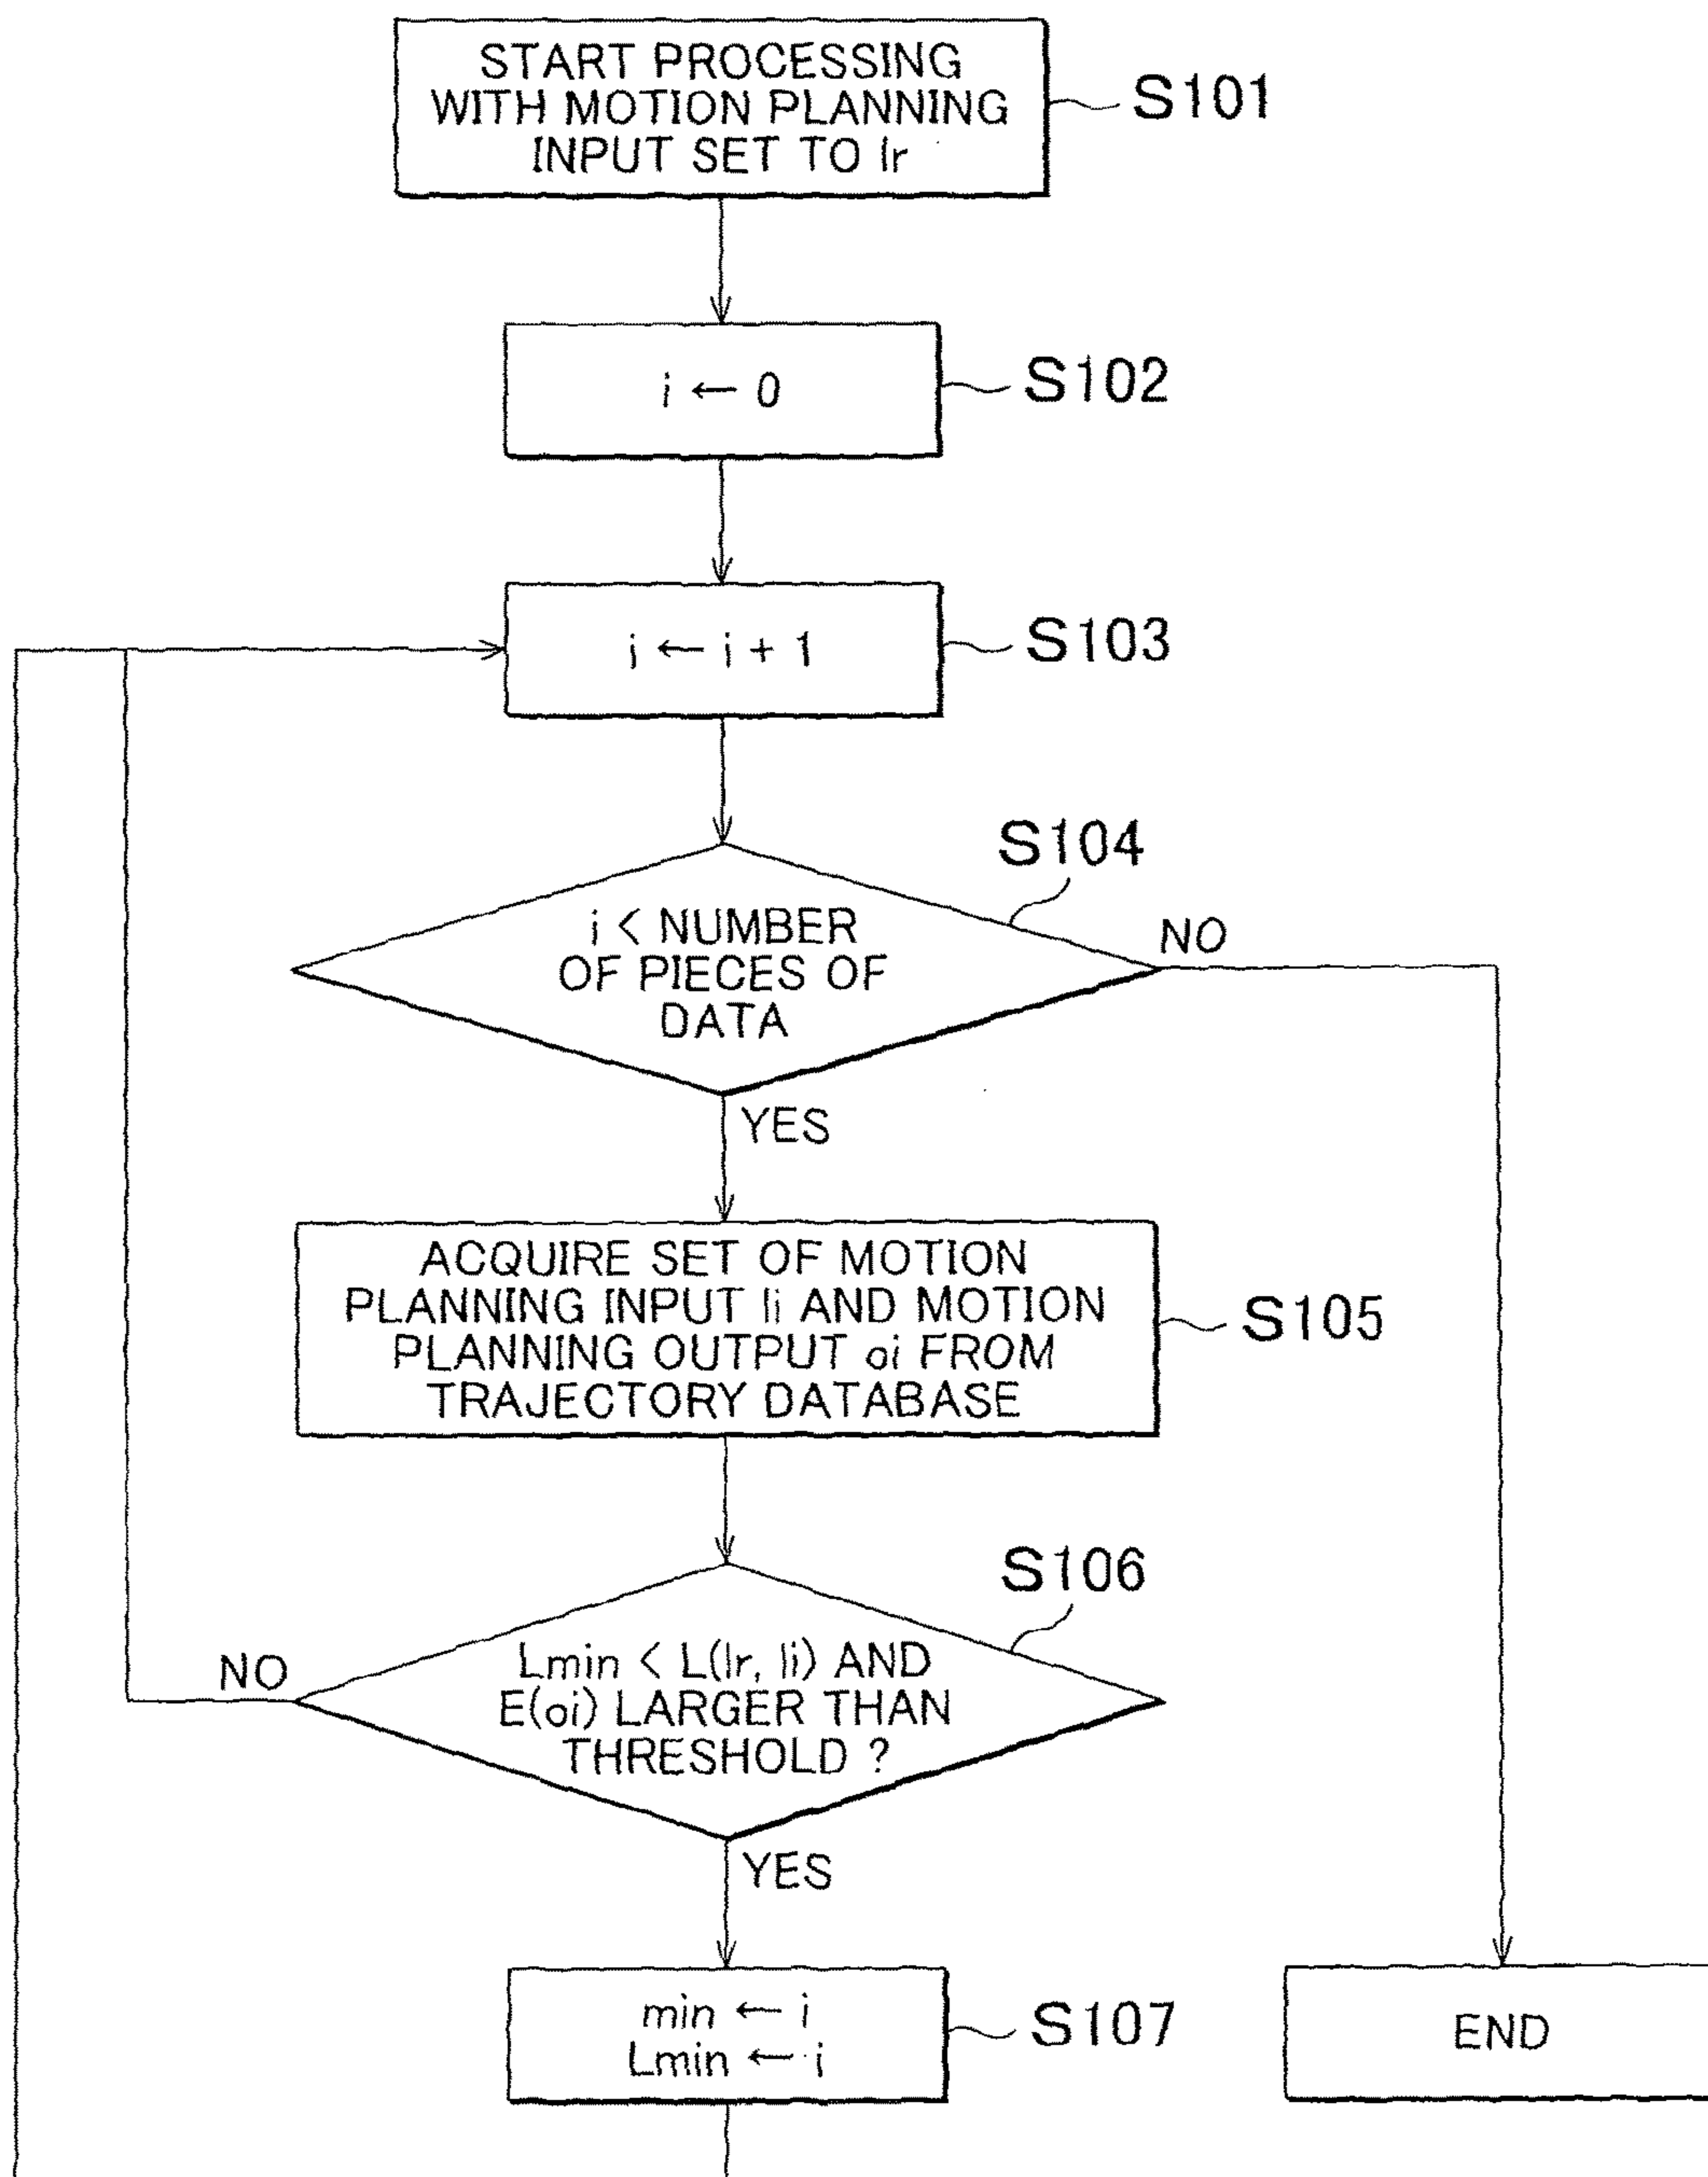 START PROCESSING
WITH MOTION PLANNING
INPUT SET TO Ir
S101
i ← 0
S102
i ← i + 1
S103
S104
i < NUMBER
OF PIECES OF
DATA
NO
YES
ACQUIRE SET OF MOTION
PLANNING INPUT Ii AND MOTION
PLANNING OUTPUT oi FROM
TRAJECTORY DATABASE
S105
S106
Lmin < L(Ir, Ii) AND
E(oi) LARGER THAN
THRESHOLD ?
NO
YES
min ← i
Lmin ← i
S107
END